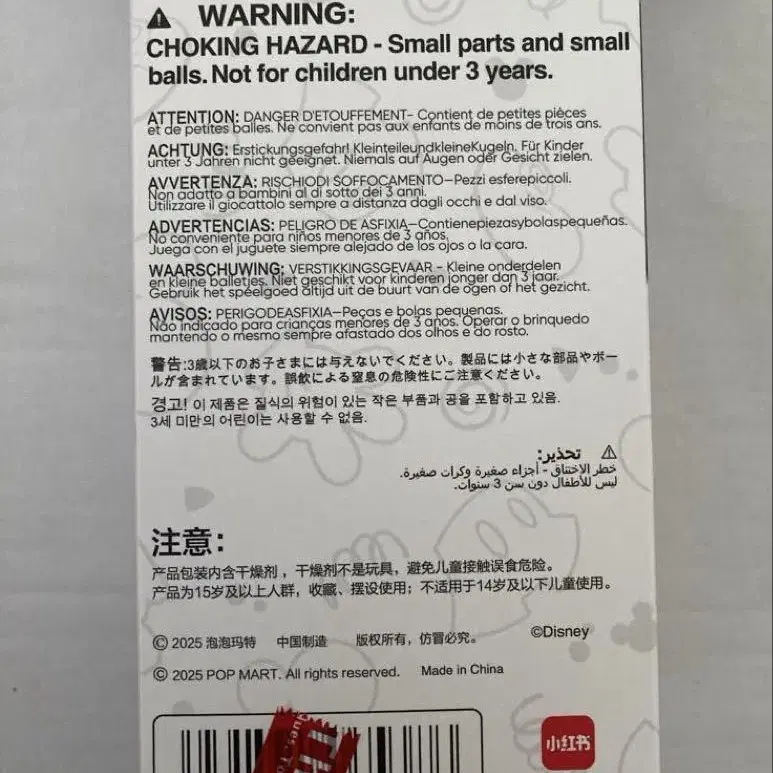 ⚠ WARNING:
CHOKING HAZARD - Small parts and small
balls. Not for children under 3 years.
ATTENTION: DANGER D'ETOUFFEMENT- Contient de petites pièces
et de petites balles. Ne convient pas aux enfants de moins de trois ans.
ACHTUNG: Erstickungsgefahr! KleinteileundkleineKugeln. Für Kinder
unter 3 Jahren nicht geeignet. Niemals auf Augen oder Gesicht zielen.
AVVERTENZA: RISCHIODI SOFFOCAMENTO-Pezzi esferepiccoli.
Non adatto a bambini al di sotto dei 3 anni.
Utilizzare il giocattolo sempre a distanza dagli occhi e dal viso.
ADVERTENCIAS: PELIGRO DE ASFIXIA-Contienepiezasybolaspequeñas.
No conveniente para niños menores de 3 años.
Juega con el juguete siempre alejado de los ojos o la cara.
WAARSCHUWING: VERSTIKKINGSGEVAAR - Kleine onderdelen
en kleine balletjes. Niet geschikt voor kinderen jonger dan 3 jaar.
Gebruik het speelgoed altijd uit de buurt van de ogen of het gezicht.
AVISOS: PERIGODEASFIXIA-Peças e bolas pequenas.
Não indicado para crianças menores de 3 anos. Operar o brinquedo
mantendo o mesmo sempre afastado dos olhos e do rosto.
警告:3歳以下のお子さまには与えないでください。製品には小さな部品やボー
ルが含まれています。誤飲による窒息の危険性にご注意ください。
경고! 이 제품은 질식의 위험이 있는 작은 부품과 공을 포함하고 있음.
3세 미만의 어린이는 사용할 수 없음.
⚠ تحذير:
خطر الاختناق - أجزاء صغيرة وكرات صغيرة.
ليس للأطفال دون سن 3 سنوات.
注意：
产品包装内含干燥剂，干燥剂不是玩具，避免儿童接触误食危险。
产品为15岁及以上人群，收藏、摆设使用；不适用于14岁及以下儿童使用。
© 2025 泡泡玛特 中国制造 版权所有，仿冒必究。 ©Disney
© 2025 POP MART. All rights reserved. Made in China
小红书